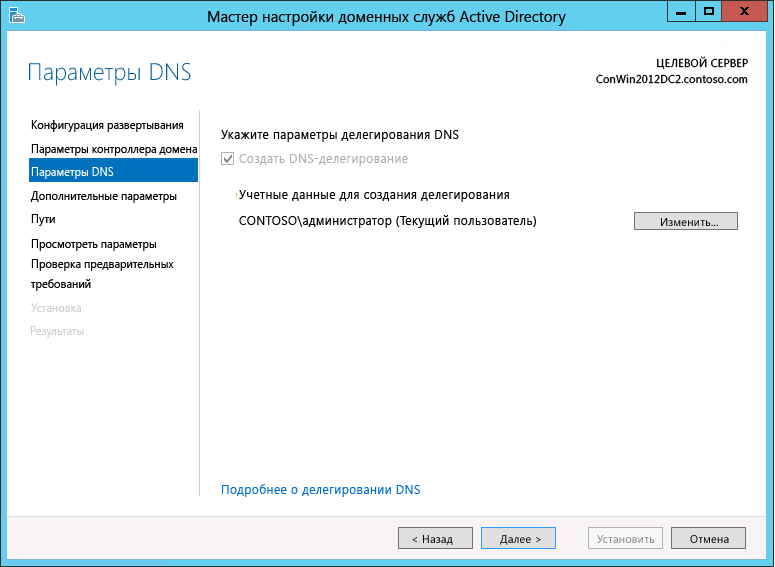 Мастер настройки доменных служб Active Directory
Параметры DNS
ЦЕЛЕВОЙ СЕРВЕР
ConWin2012DC2.contoso.com
Конфигурация развертывания
Параметры контроллера домена
Параметры DNS
Дополнительные параметры
Пути
Просмотреть параметры
Проверка предварительных
требований
Установка
Результаты
Укажите параметры делегирования DNS
Создать DNS-делегирование
Учетные данные для создания делегирования
CONTOSO\администратор (Текущий пользователь)
Изменить...
Подробнее о делегировании DNS
< Назад
Далее >
Установить
Отмена